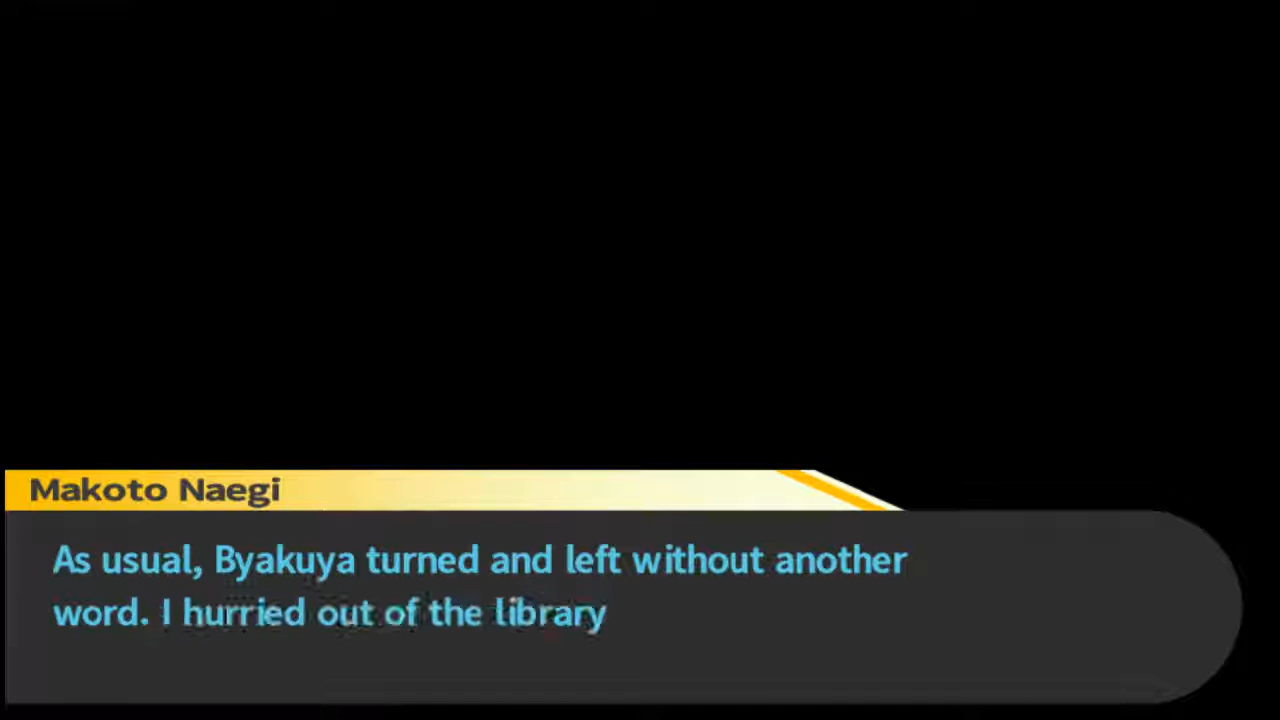 Makoto Naegi
As usual, Byakuya turned and left without another
word. I hurried out of the library